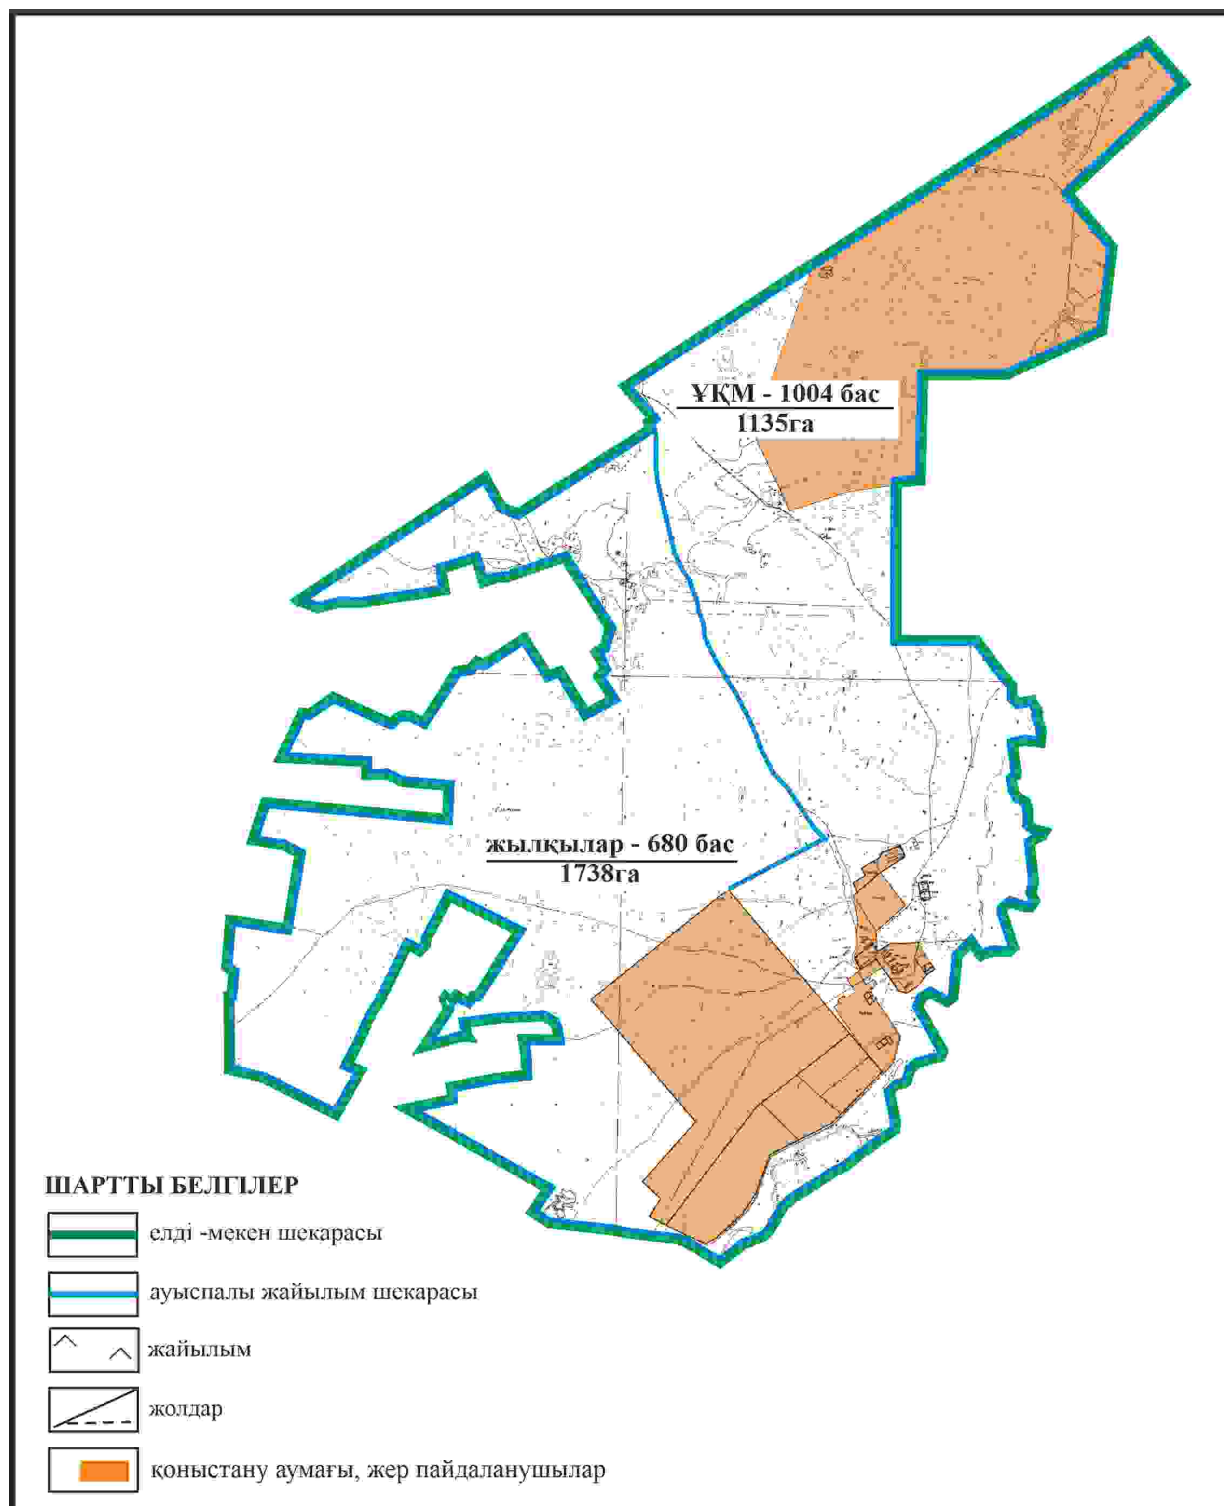 ҰҚМ - 1004 бас
1135га
жылқылар - 680 бас
1738га
ШАРТТЫ БЕЛГІЛЕР
елді -мекен шекарасы
ауыспалы жайылым шекарасы
жайылым
жолдар
қоныстану аумағы, жер пайдаланушылар